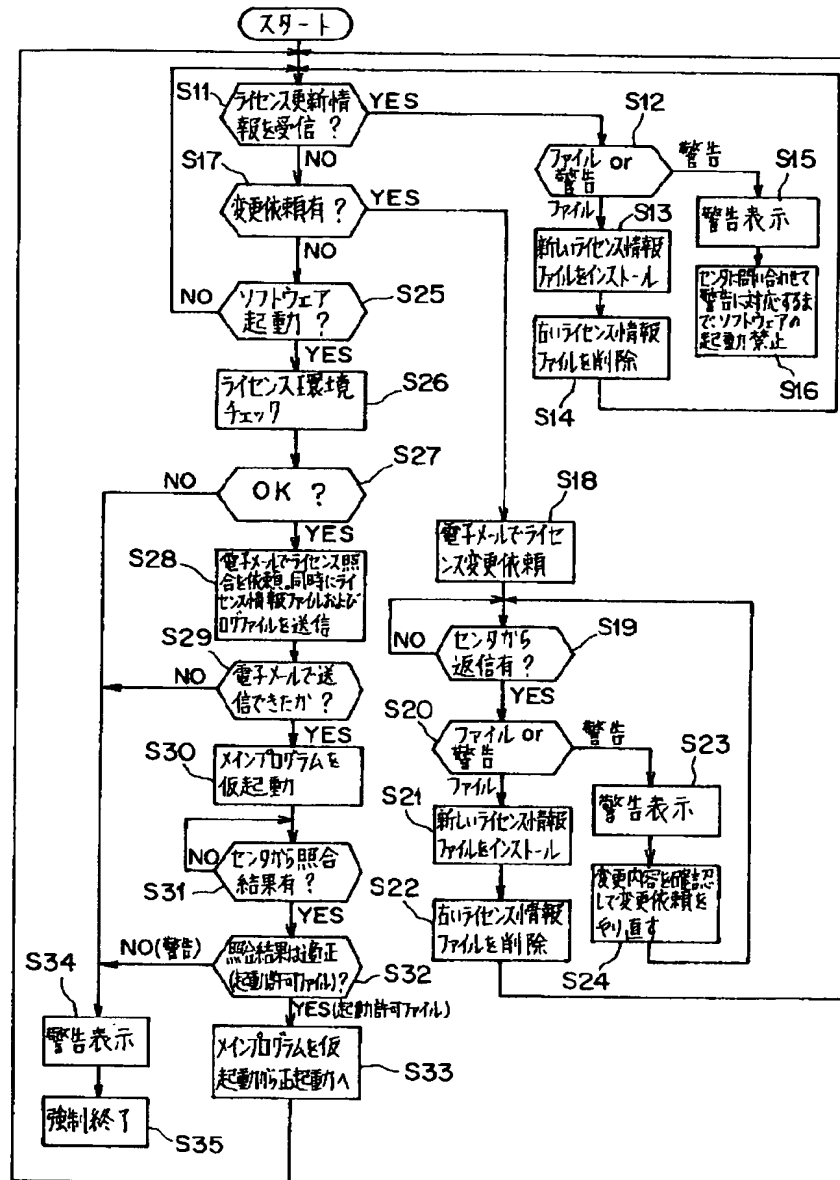 スタート
S11
ライセンス更新情
報を受信？
YES
NO
S12
ファイル or
警告
警告
ファイル
S13
新しいライセンス情報
ファイルをインストール
古いライセンス情報
ファイルを削除
S14
S15
警告表示
センタに問い合わせて
警告に対応するま
でソフトウェアの
起動禁止
S16
S17
変更依頼有？
YES
NO
ソフトウェア
起動？
S25
NO
YES
ライセンス環境
チェック
S26
S27
OK？
NO
YES
S18
電子メールでライセ
ンス変更依頼
S19
センタから
返信有？
NO
YES
S20
ファイル or
警告
警告
ファイル
S21
新しいライセンス情報
ファイルをインストール
S22
古いライセンス情報
ファイルを削除
S23
警告表示
変更内容を確認
して変更依頼を
やり直す
S24
S28
電子メールでライセンス照
合を依頼。同時にライ
センス情報ファイルおよび
ログファイルを送信
S29
電子メールで送
信できたか？
NO
YES
S30
メインプログラムを
仮起動
センタから照合
結果有？
NO
S31
YES
照合結果は適正
(起動許可ファイル)？
NO(警告)
S32
YES(起動許可ファイル)
メインプログラムを仮
起動から正起動へ
S33
S34
警告表示
強制終了
S35